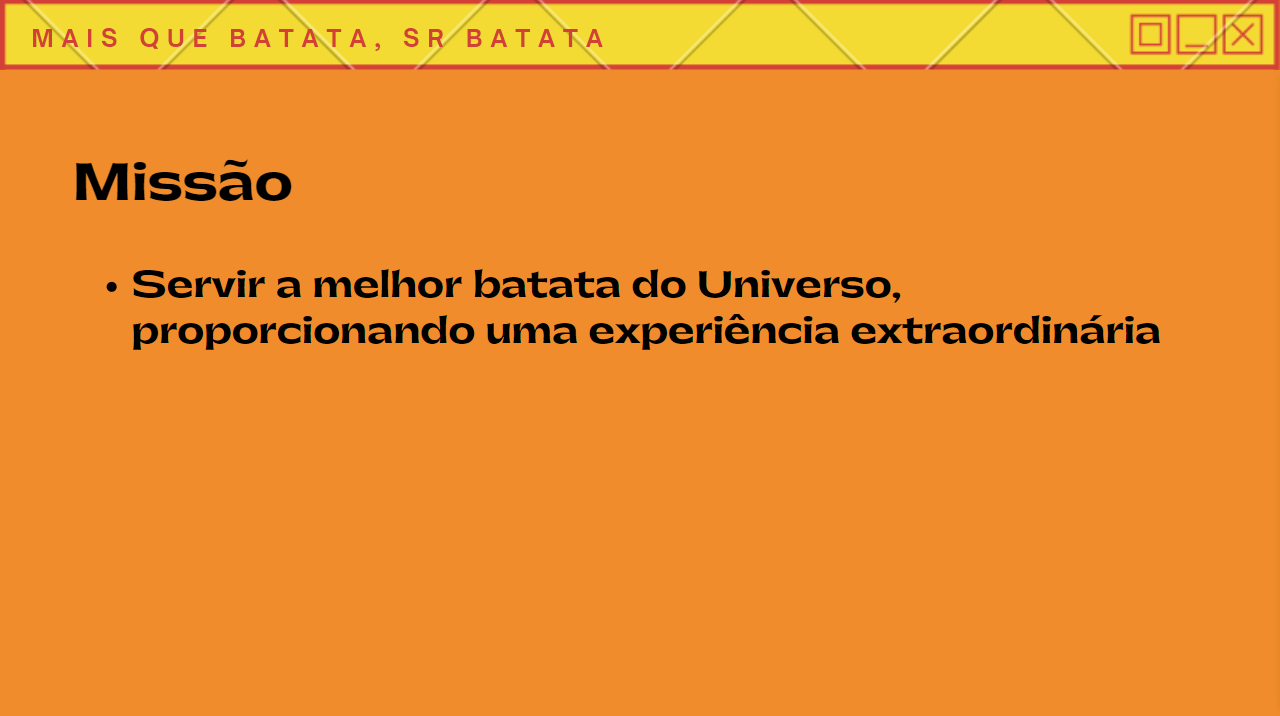 MAIS QUE BATATA, SR BATATA
Missão
• Servir a melhor batata do Universo,
proporcionando uma experiência extraordinária